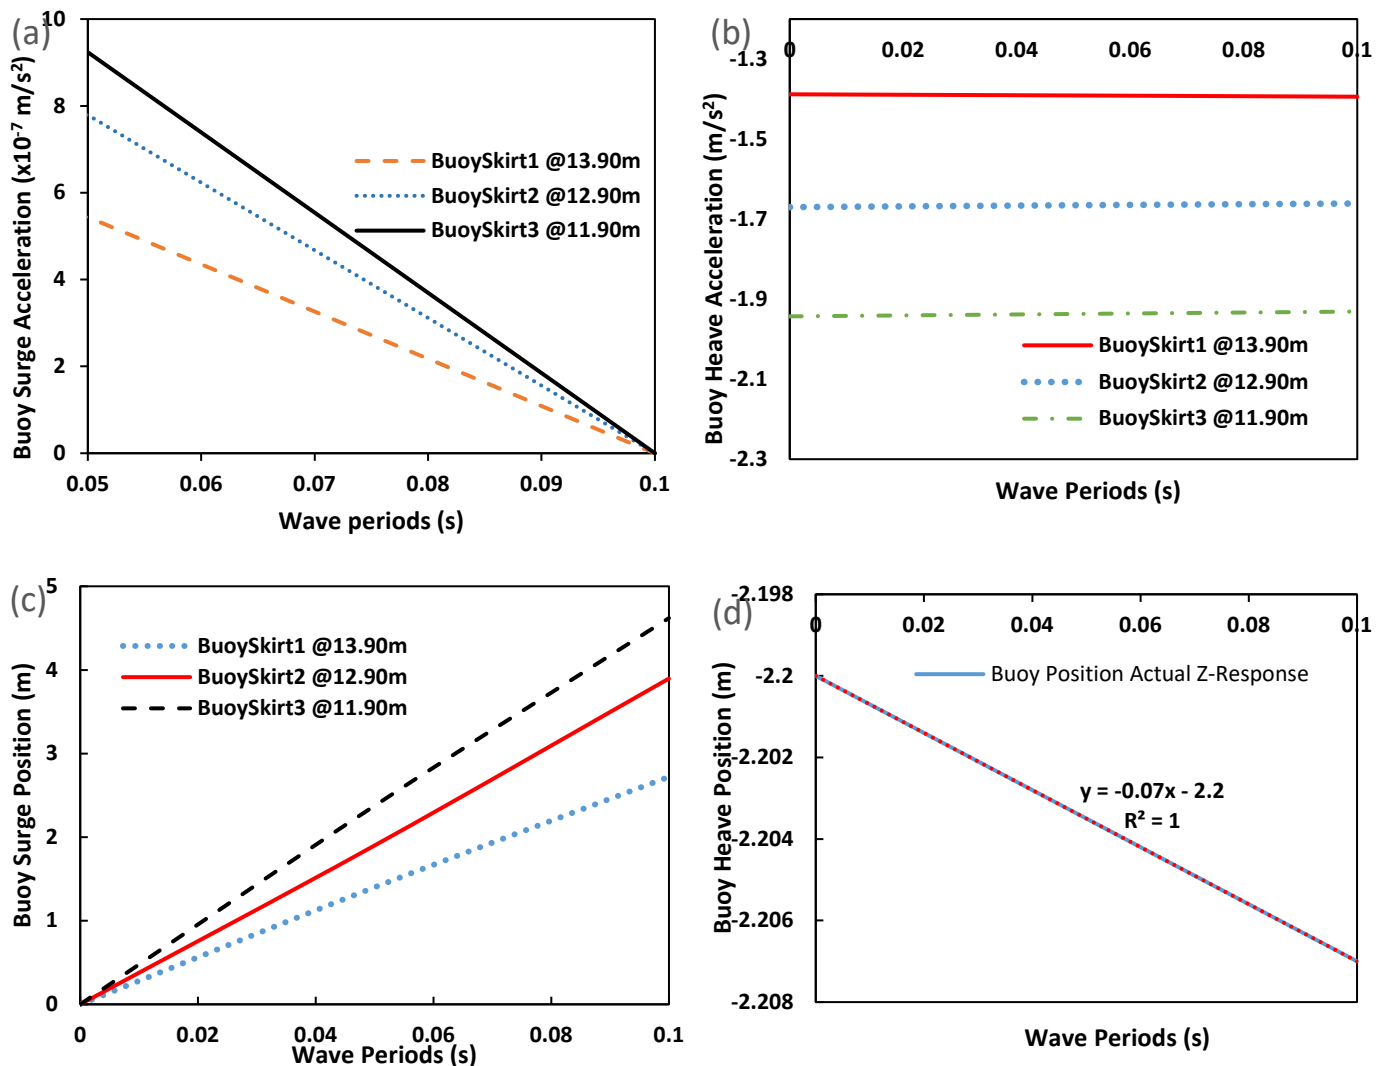 (a)
Buoy Surge Acceleration (x10⁻⁷ m/s²)
10
8
6
4
2
0
BuoySkirt1 @13.90m
BuoySkirt2 @12.90m
BuoySkirt3 @11.90m
0.05 0.06 0.07 0.08 0.09 0.1
Wave periods (s)
(b)
Buoy Heave Acceleration (m/s²)
0 0.02 0.04 0.06 0.08 0.1
-1.3
-1.5
-1.7
-1.9
-2.1
-2.3
BuoySkirt1 @13.90m
BuoySkirt2 @12.90m
BuoySkirt3 @11.90m
Wave Periods (s)
(c)
Buoy Surge Position (m)
5
4
3
2
1
0
BuoySkirt1 @13.90m
BuoySkirt2 @12.90m
BuoySkirt3 @11.90m
0 0.02 0.04 0.06 0.08 0.1
Wave Periods (s)
(d)
Buoy Heave Position (m)
-2.198
0 0.02 0.04 0.06 0.08 0.1
-2.2
-2.202
-2.204
-2.206
-2.208
Buoy Position Actual Z-Response
y = -0.07x - 2.2
R² = 1
Wave Periods (s)